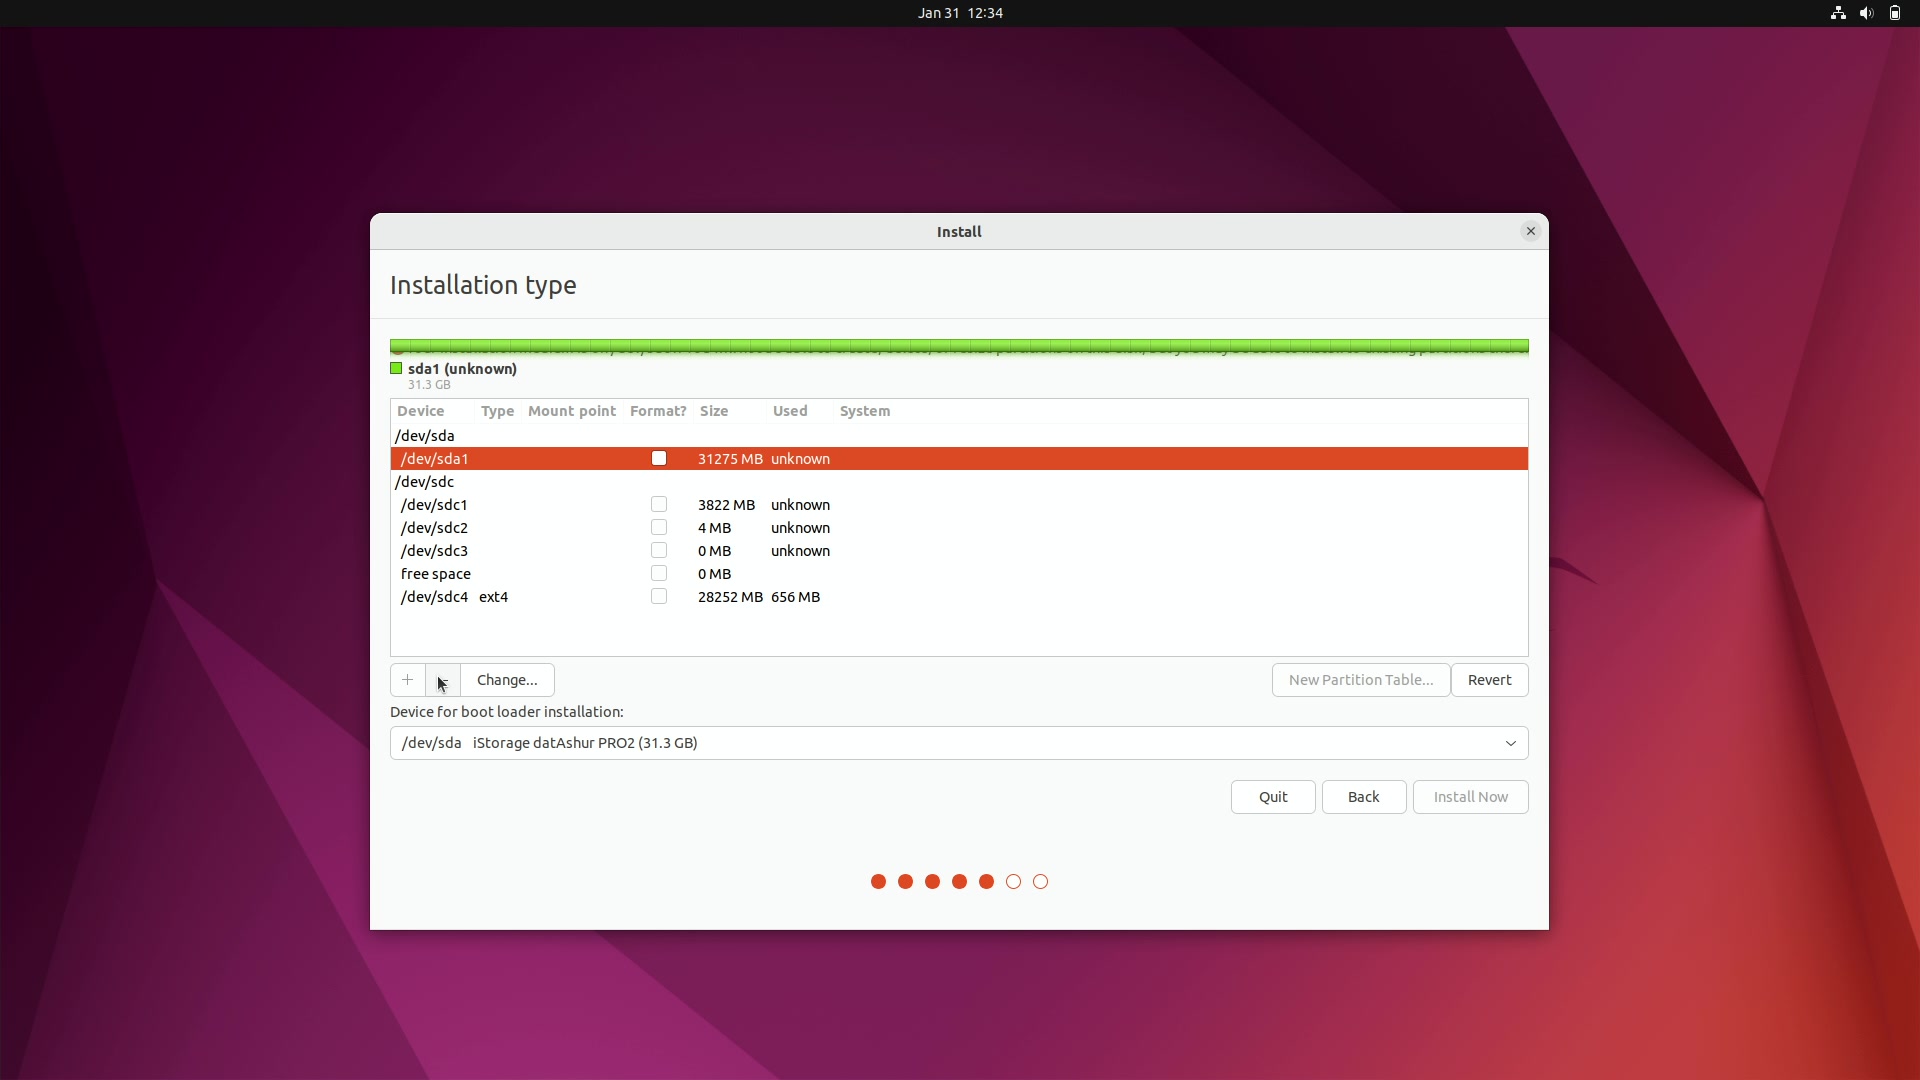 Jan 31 12:34
Install
Installation type
sda1 (unknown)
31.3 GB
Device Type Mount point Format? Size Used System
/dev/sda
/dev/sda1 31275 MB unknown
/dev/sdc
/dev/sdc1 3822 MB unknown
/dev/sdc2 4 MB unknown
/dev/sdc3 0 MB unknown
free space 0 MB
/dev/sdc4 ext4 28252 MB 656 MB
+ Change... New Partition Table... Revert
Device for boot loader installation:
/dev/sda iStorage datAshur PRO2 (31.3 GB)
Quit Back Install Now